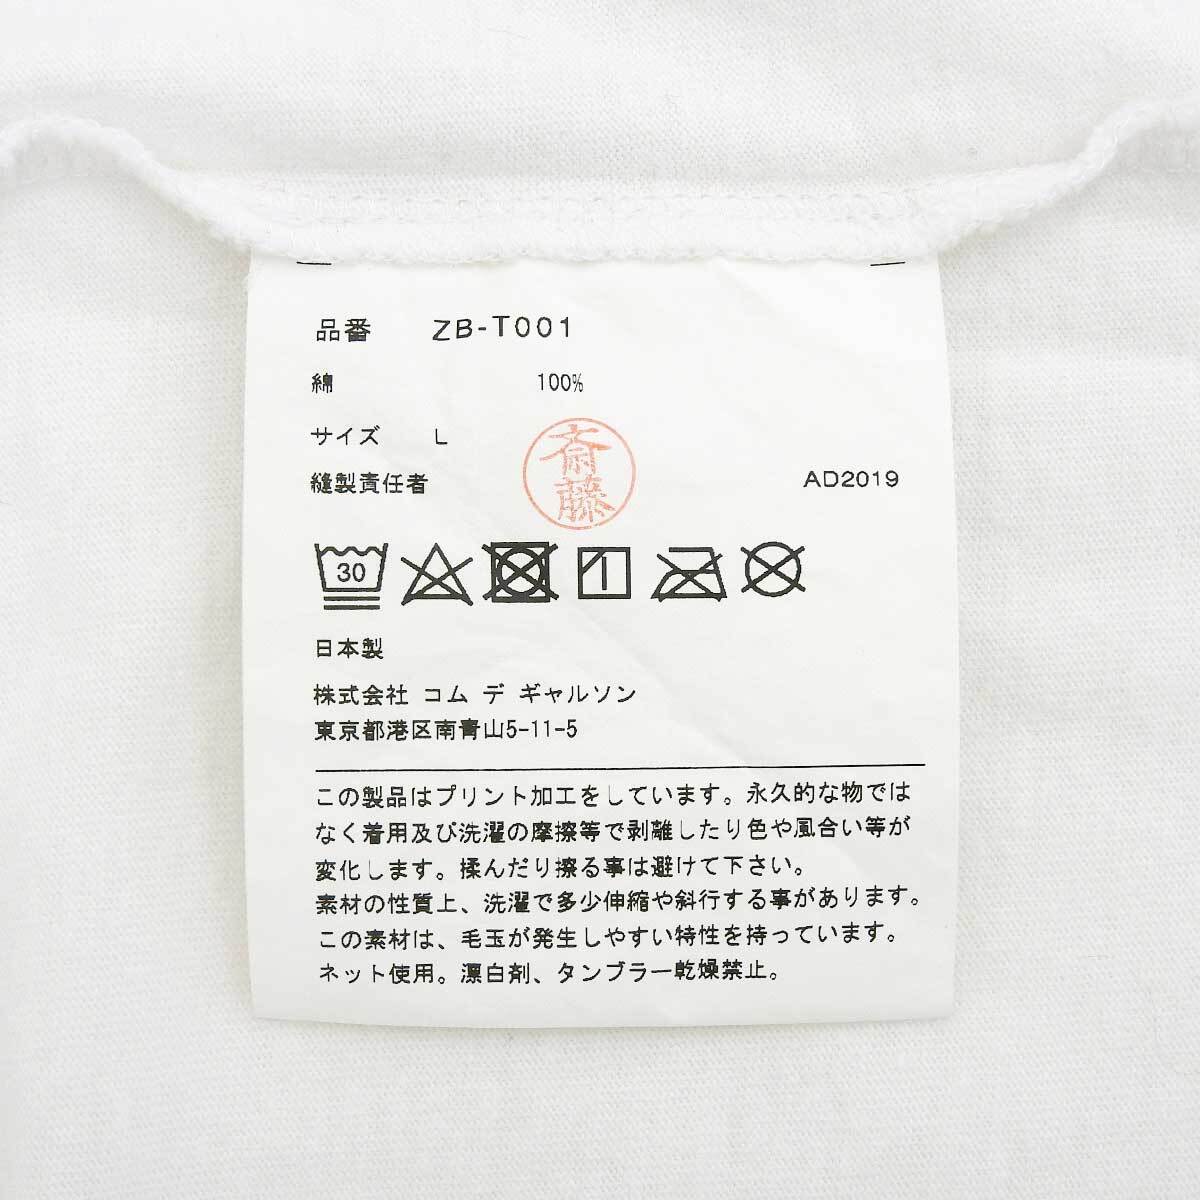 品番 ZB-T001
綿 100%
サイズ L
斎藤
縫製責任者 AD2019
30
日本製
株式会社 コム デ ギャルソン
東京都港区南青山5-11-5
この製品はプリント加工をしています。永久的な物では
なく着用及び洗濯の摩擦等で剥離したり色や風合い等が
変化します。揉んだり擦る事は避けて下さい。
素材の性質上、洗濯で多少伸縮や斜行する事があります。
この素材は、毛玉が発生しやすい特性を持っています。
ネット使用。漂白剤、タンブラー乾燥禁止。